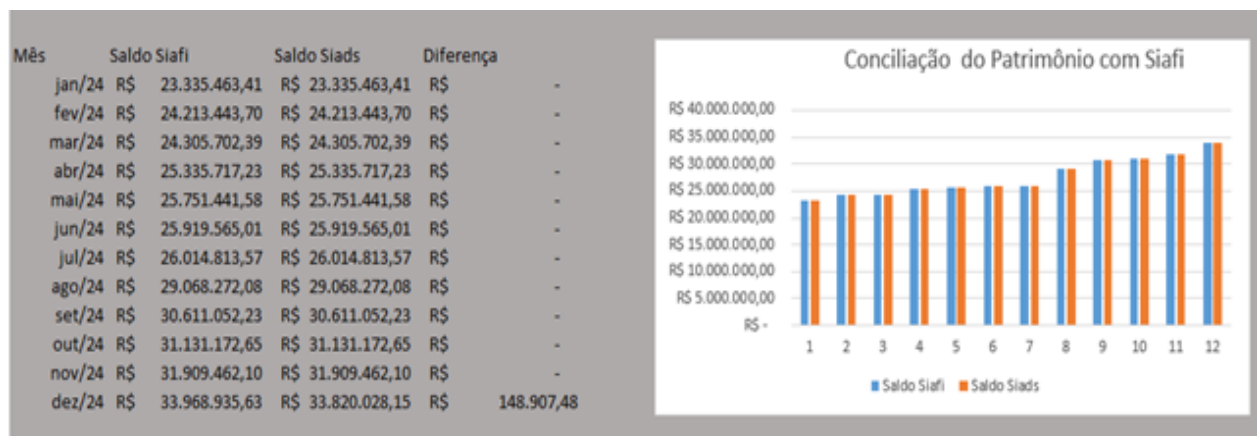 Mês Saldo Siafi Saldo Siads Diferença
jan/24 R$ 23.335.463,41 R$ 23.335.463,41 R$ -
fev/24 R$ 24.213.443,70 R$ 24.213.443,70 R$ -
mar/24 R$ 24.305.702,39 R$ 24.305.702,39 R$ -
abr/24 R$ 25.335.717,23 R$ 25.335.717,23 R$ -
mai/24 R$ 25.751.441,58 R$ 25.751.441,58 R$ -
jun/24 R$ 25.919.565,01 R$ 25.919.565,01 R$ -
jul/24 R$ 26.014.813,57 R$ 26.014.813,57 R$ -
ago/24 R$ 29.068.272,08 R$ 29.068.272,08 R$ -
set/24 R$ 30.611.052,23 R$ 30.611.052,23 R$ -
out/24 R$ 31.131.172,65 R$ 31.131.172,65 R$ -
nov/24 R$ 31.909.462,10 R$ 31.909.462,10 R$ -
dez/24 R$ 33.968.935,63 R$ 33.820.028,15 R$ 148.907,48
Conciliação do Patrimônio com Siafi
R$ 40.000.000,00
R$ 35.000.000,00
R$ 30.000.000,00
R$ 25.000.000,00
R$ 20.000.000,00
R$ 15.000.000,00
R$ 10.000.000,00
R$ 5.000.000,00
R$ -
1 2 3 4 5 6 7 8 9 10 11 12
Saldo Siafi Saldo Siads